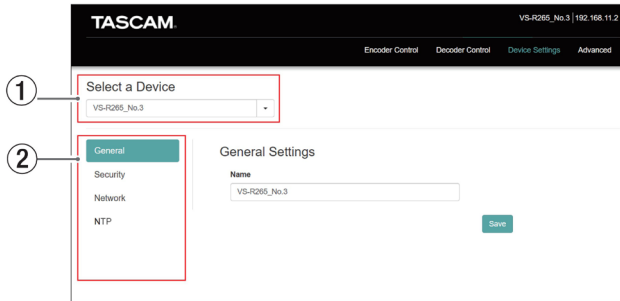 TASCAM.
VS-R265_No.3 | 192.168.11.2
Encoder Control Decoder Control Device Settings Advanced
1
Select a Device
VS-R265_No.3
2
General
Security
Network
NTP
General Settings
Name
VS-R265_No.3
Save